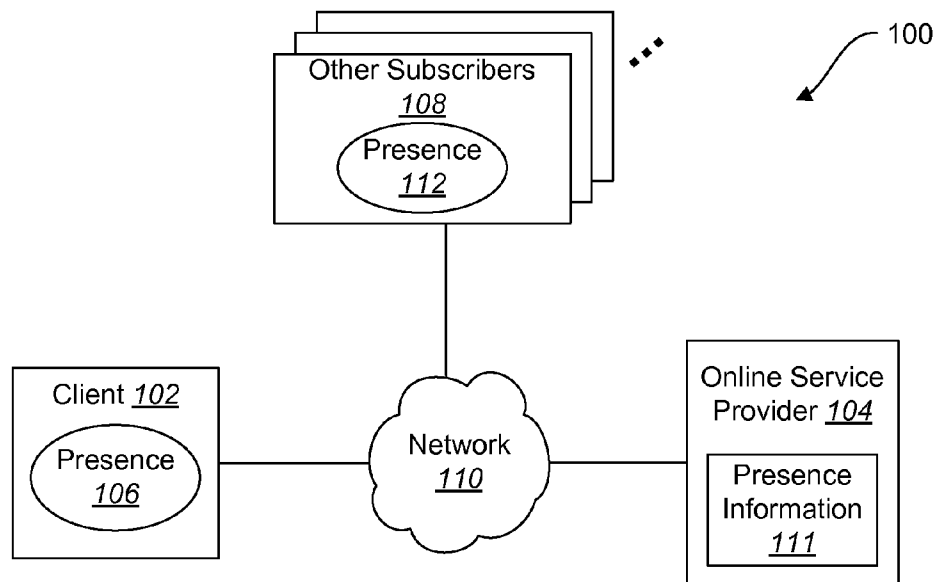 100
Other Subscribers
108
Presence
112
Client 102
Presence
106
Network
110
Online Service
Provider 104
Presence
Information
111